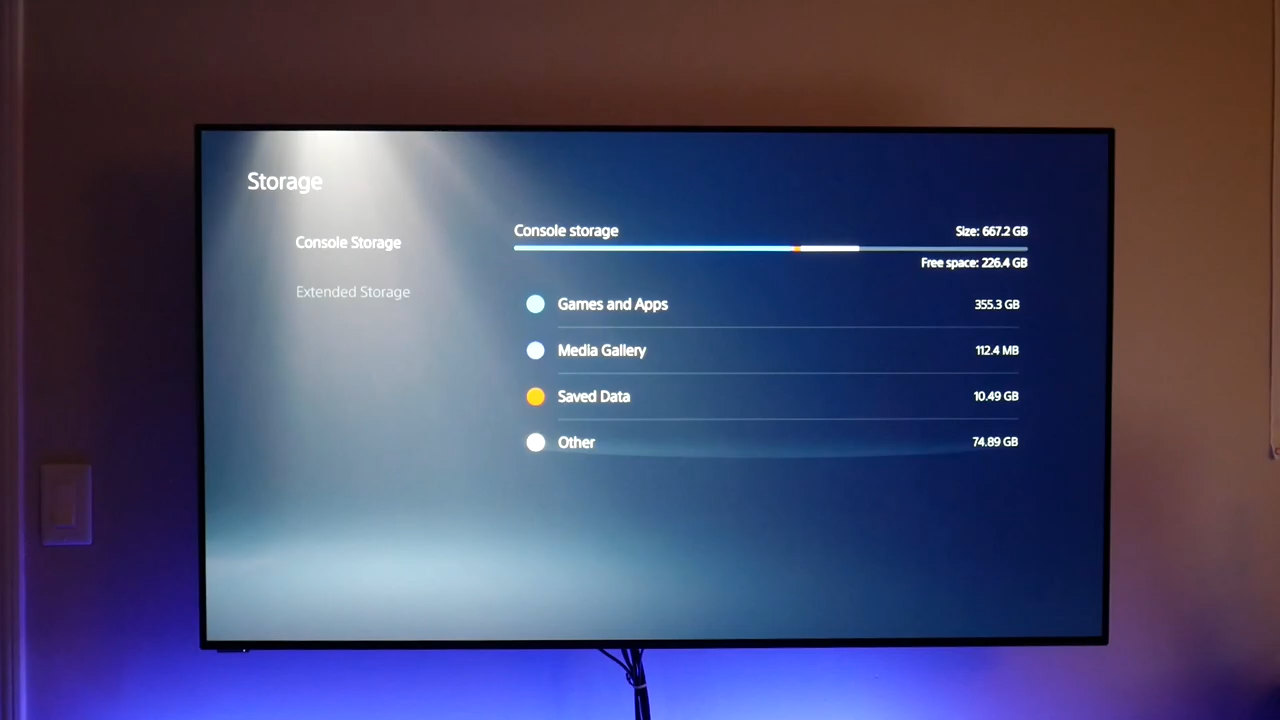 Storage
Console Storage
Extended Storage
Console storage
Size: 667.2 GB
Free space: 226.4 GB
Games and Apps 355.3 GB
Media Gallery 112.4 MB
Saved Data 10.49 GB
Other 74.89 GB